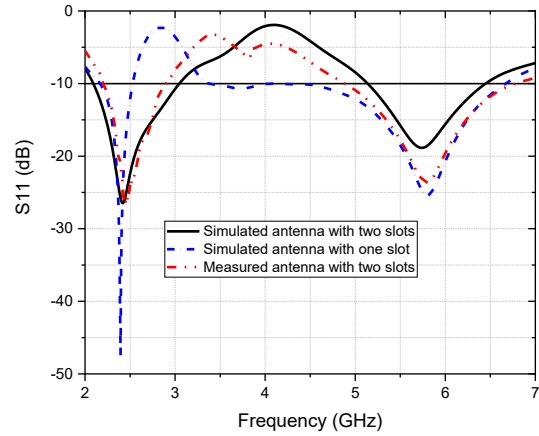 0
-10
-20
-30
-40
-50
S11 (dB)
Simulated antenna with two slots
Simulated antenna with one slot
Measured antenna with two slots
2 3 4 5 6 7
Frequency (GHz)